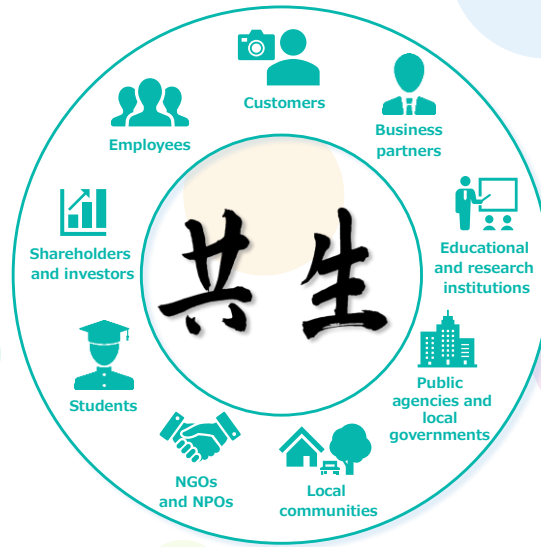 Customers
Business
partners
Educational
and research
institutions
Public
agencies and
local
governments
Local
communities
NGOs
and NPOs
Students
Shareholders
and investors
Employees
共生